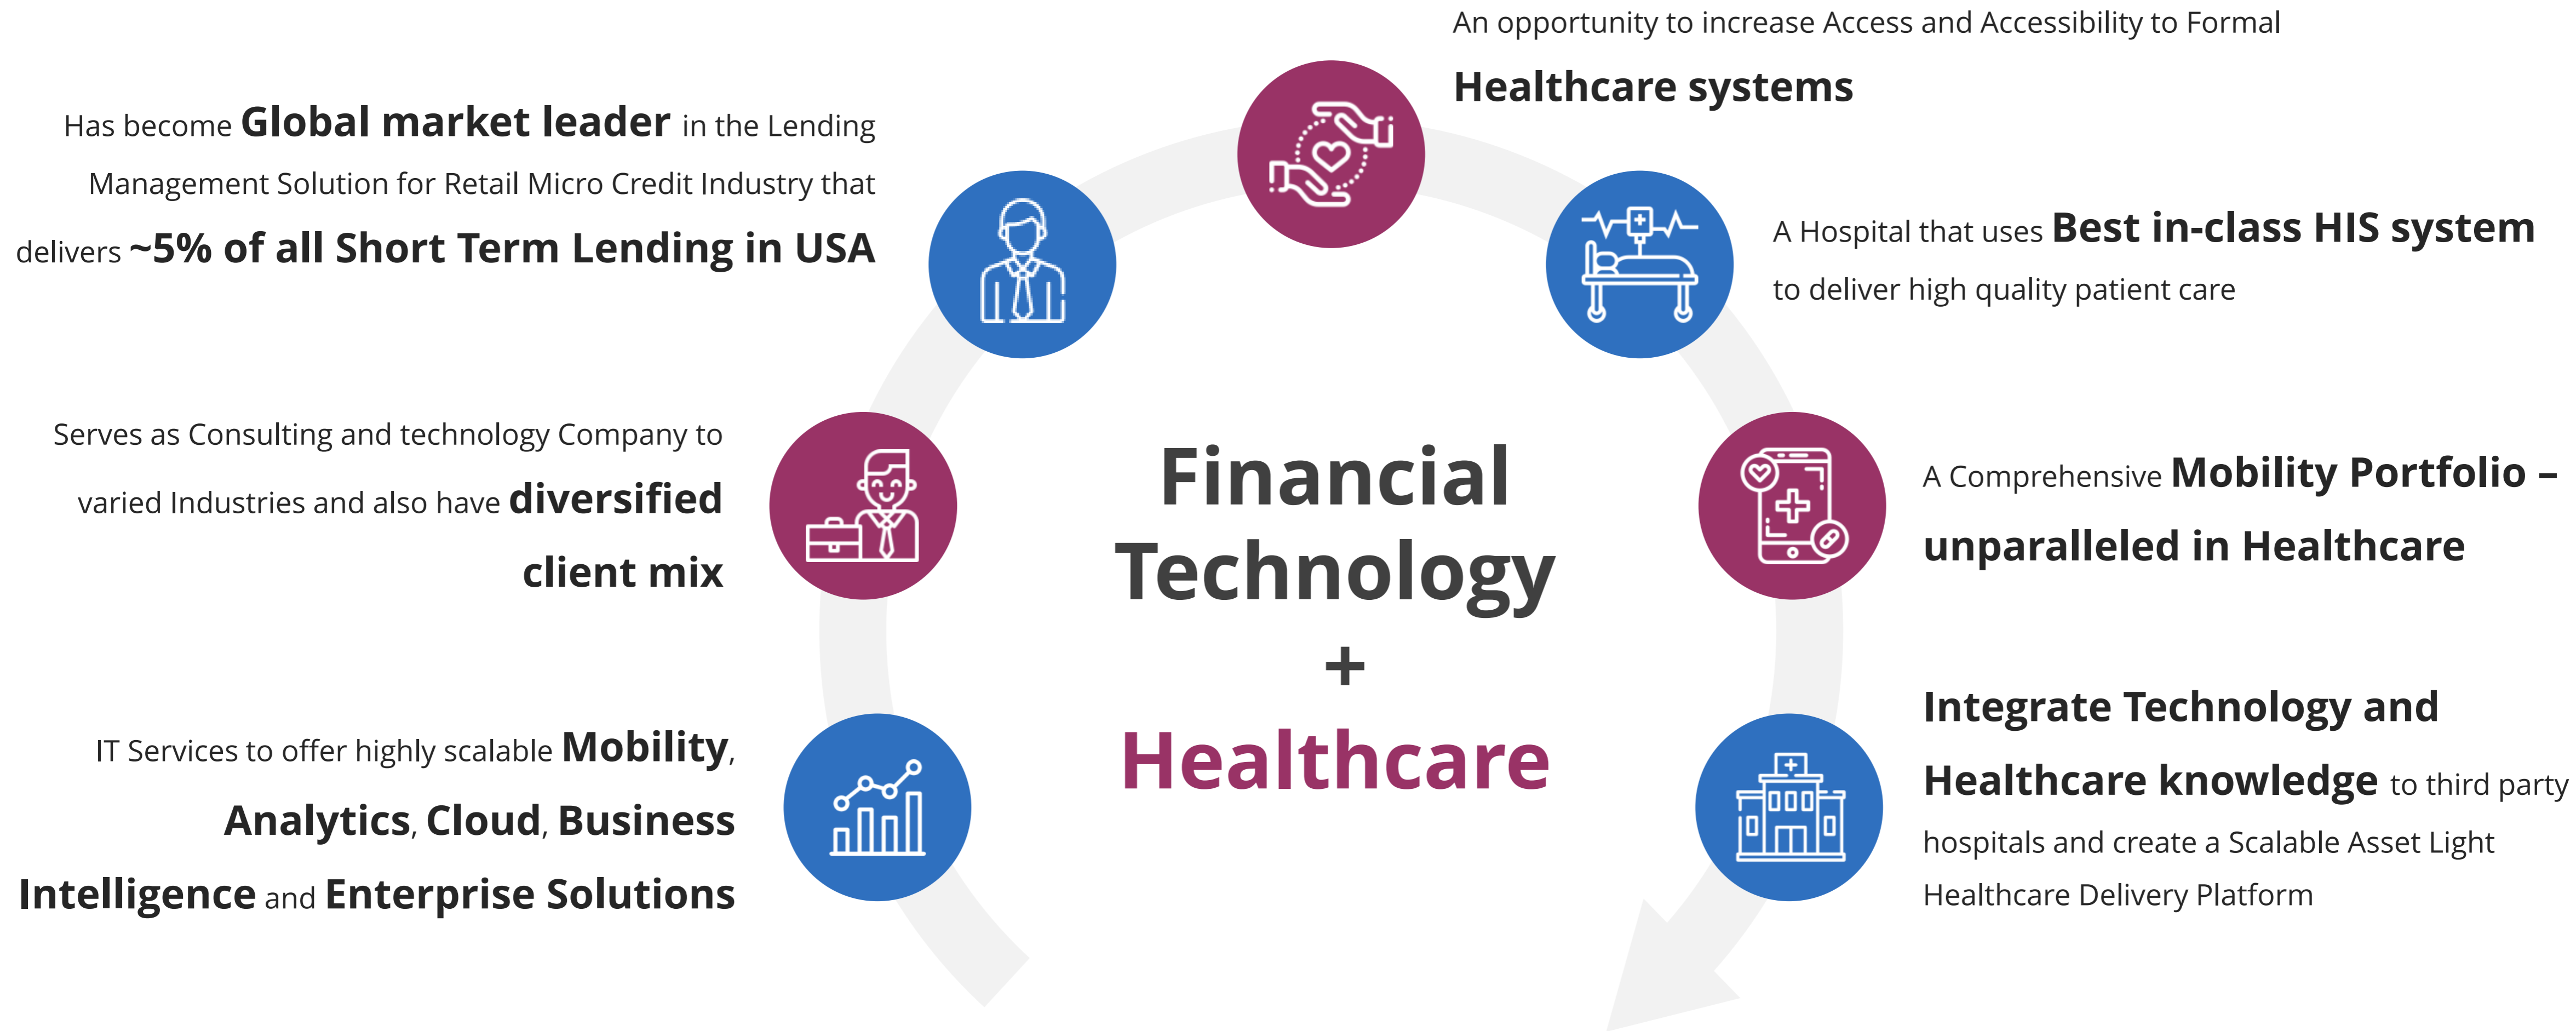 An opportunity to increase Access and Accessibility to Formal
Healthcare systems
Has become Global market leader in the Lending
Management Solution for Retail Micro Credit Industry that
delivers ~5% of all Short Term Lending in USA
A Hospital that uses Best in-class HIS system
to deliver high quality patient care
Serves as Consulting and technology Company to
varied Industries and also have diversified
client mix
Financial
Technology
+
Healthcare
A Comprehensive Mobility Portfolio –
unparalleled in Healthcare
IT Services to offer highly scalable Mobility,
Analytics, Cloud, Business
Intelligence and Enterprise Solutions
Integrate Technology and
Healthcare knowledge to third party
hospitals and create a Scalable Asset Light
Healthcare Delivery Platform